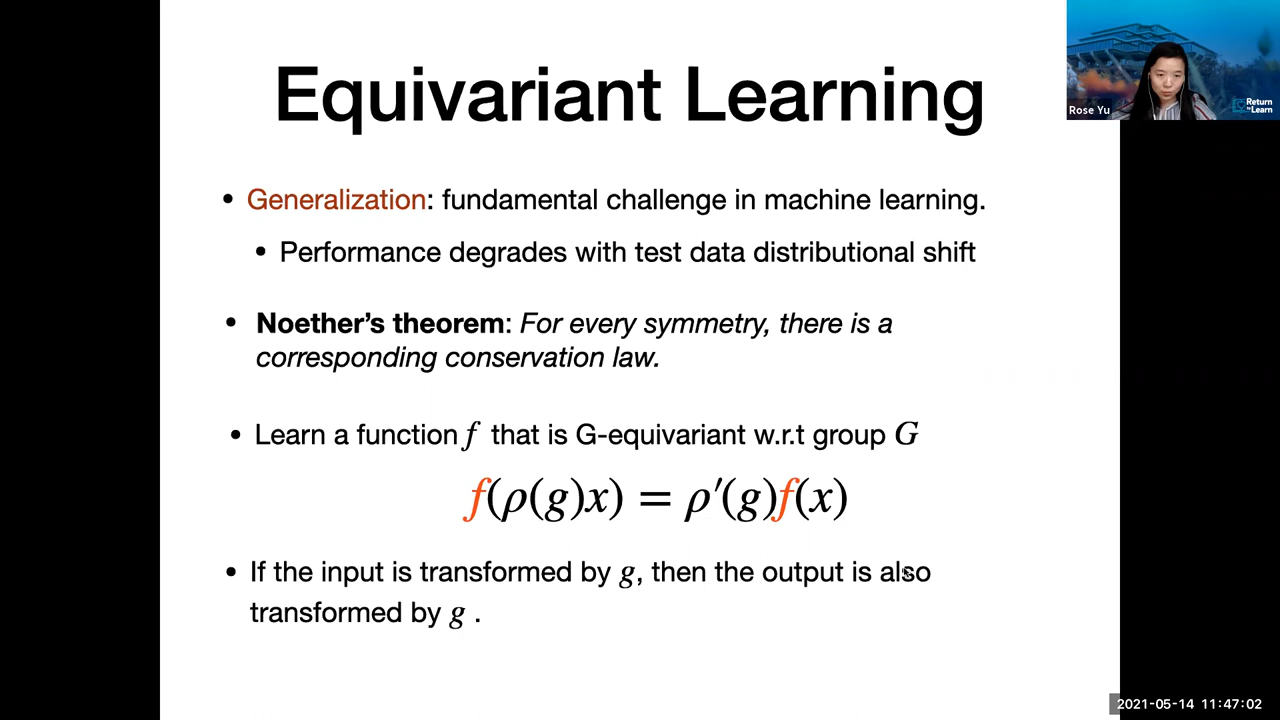 Equivariant Learning
• Generalization: fundamental challenge in machine learning.
• Performance degrades with test data distributional shift
• Noether's theorem: For every symmetry, there is a
corresponding conservation law.
• Learn a function f that is G-equivariant w.r.t group G
f(ρ(g)x) = ρ′(g)f(x)
• If the input is transformed by g, then the output is also
transformed by g .
Rose Yu
Return
to Learn
2021-05-14 11:47:02